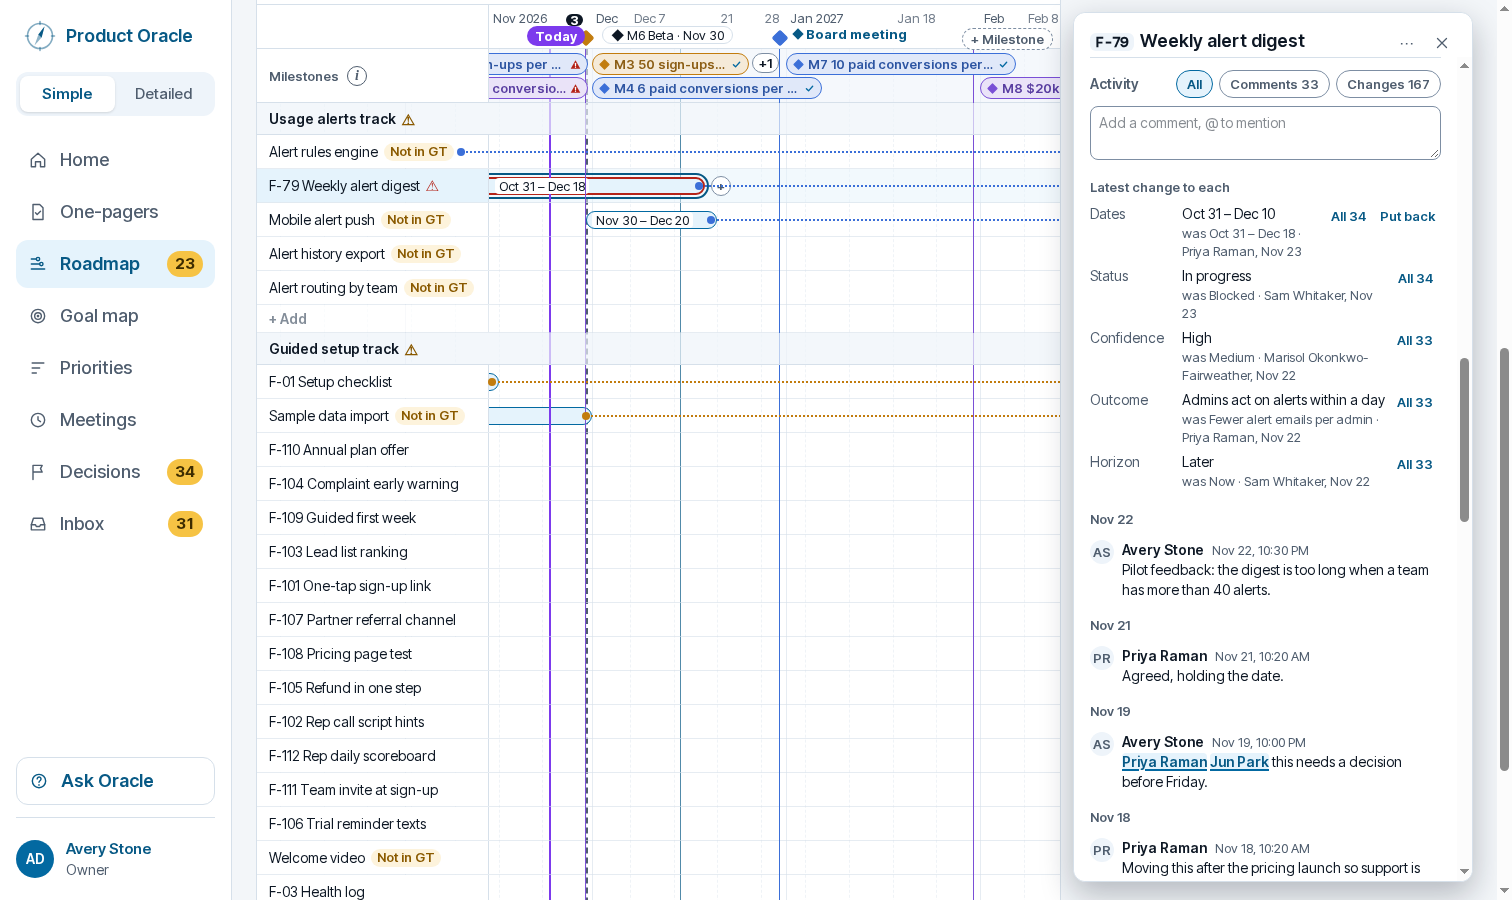 Product Oracle
Simple
Detailed
Home
One-pagers
Roadmap
23
Goal map
Priorities
Meetings
Decisions
34
Inbox
31
Ask Oracle
AD
Avery Stone
Owner
Nov 2026
3
Dec
Dec 7
21
28
Jan 2027
Jan 18
Feb
Feb 8
Today
M6 Beta · Nov 30
Board meeting
+ Milestone
Milestones
i
n-ups per ...
M3 50 sign-ups...
+1
M7 10 paid conversions per...
conversio...
M4 6 paid conversions per ...
M8 $20k
Usage alerts track
Alert rules engine
Not in GT
F-79 Weekly alert digest
Oct 31 – Dec 18
+
Mobile alert push
Not in GT
Nov 30 – Dec 20
Alert history export
Not in GT
Alert routing by team
Not in GT
+ Add
Guided setup track
F-01 Setup checklist
Sample data import
Not in GT
F-110 Annual plan offer
F-104 Complaint early warning
F-109 Guided first week
F-103 Lead list ranking
F-101 One-tap sign-up link
F-107 Partner referral channel
F-108 Pricing page test
F-105 Refund in one step
F-102 Rep call script hints
F-112 Rep daily scoreboard
F-111 Team invite at sign-up
F-106 Trial reminder texts
Welcome video
Not in GT
F-03 Health log
F-79
Weekly alert digest
...
Activity
All
Comments 33
Changes 167
Add a comment, @ to mention
Latest change to each
Dates
Oct 31 – Dec 10
All 34
Put back
was Oct 31 – Dec 18 ·
Priya Raman, Nov 23
Status
In progress
All 34
was Blocked · Sam Whitaker, Nov
23
Confidence
High
All 33
was Medium · Marisol Okonkwo-
Fairweather, Nov 22
Outcome
Admins act on alerts within a day
All 33
was Fewer alert emails per admin ·
Priya Raman, Nov 22
Horizon
Later
All 33
was Now · Sam Whitaker, Nov 22
Nov 22
AS
Avery Stone
Nov 22, 10:30 PM
Pilot feedback: the digest is too long when a team
has more than 40 alerts.
Nov 21
PR
Priya Raman
Nov 21, 10:20 AM
Agreed, holding the date.
Nov 19
AS
Avery Stone
Nov 19, 10:00 PM
Priya Raman Jun Park this needs a decision
before Friday.
Nov 18
PR
Priya Raman
Nov 18, 10:20 AM
Moving this after the pricing launch so support is